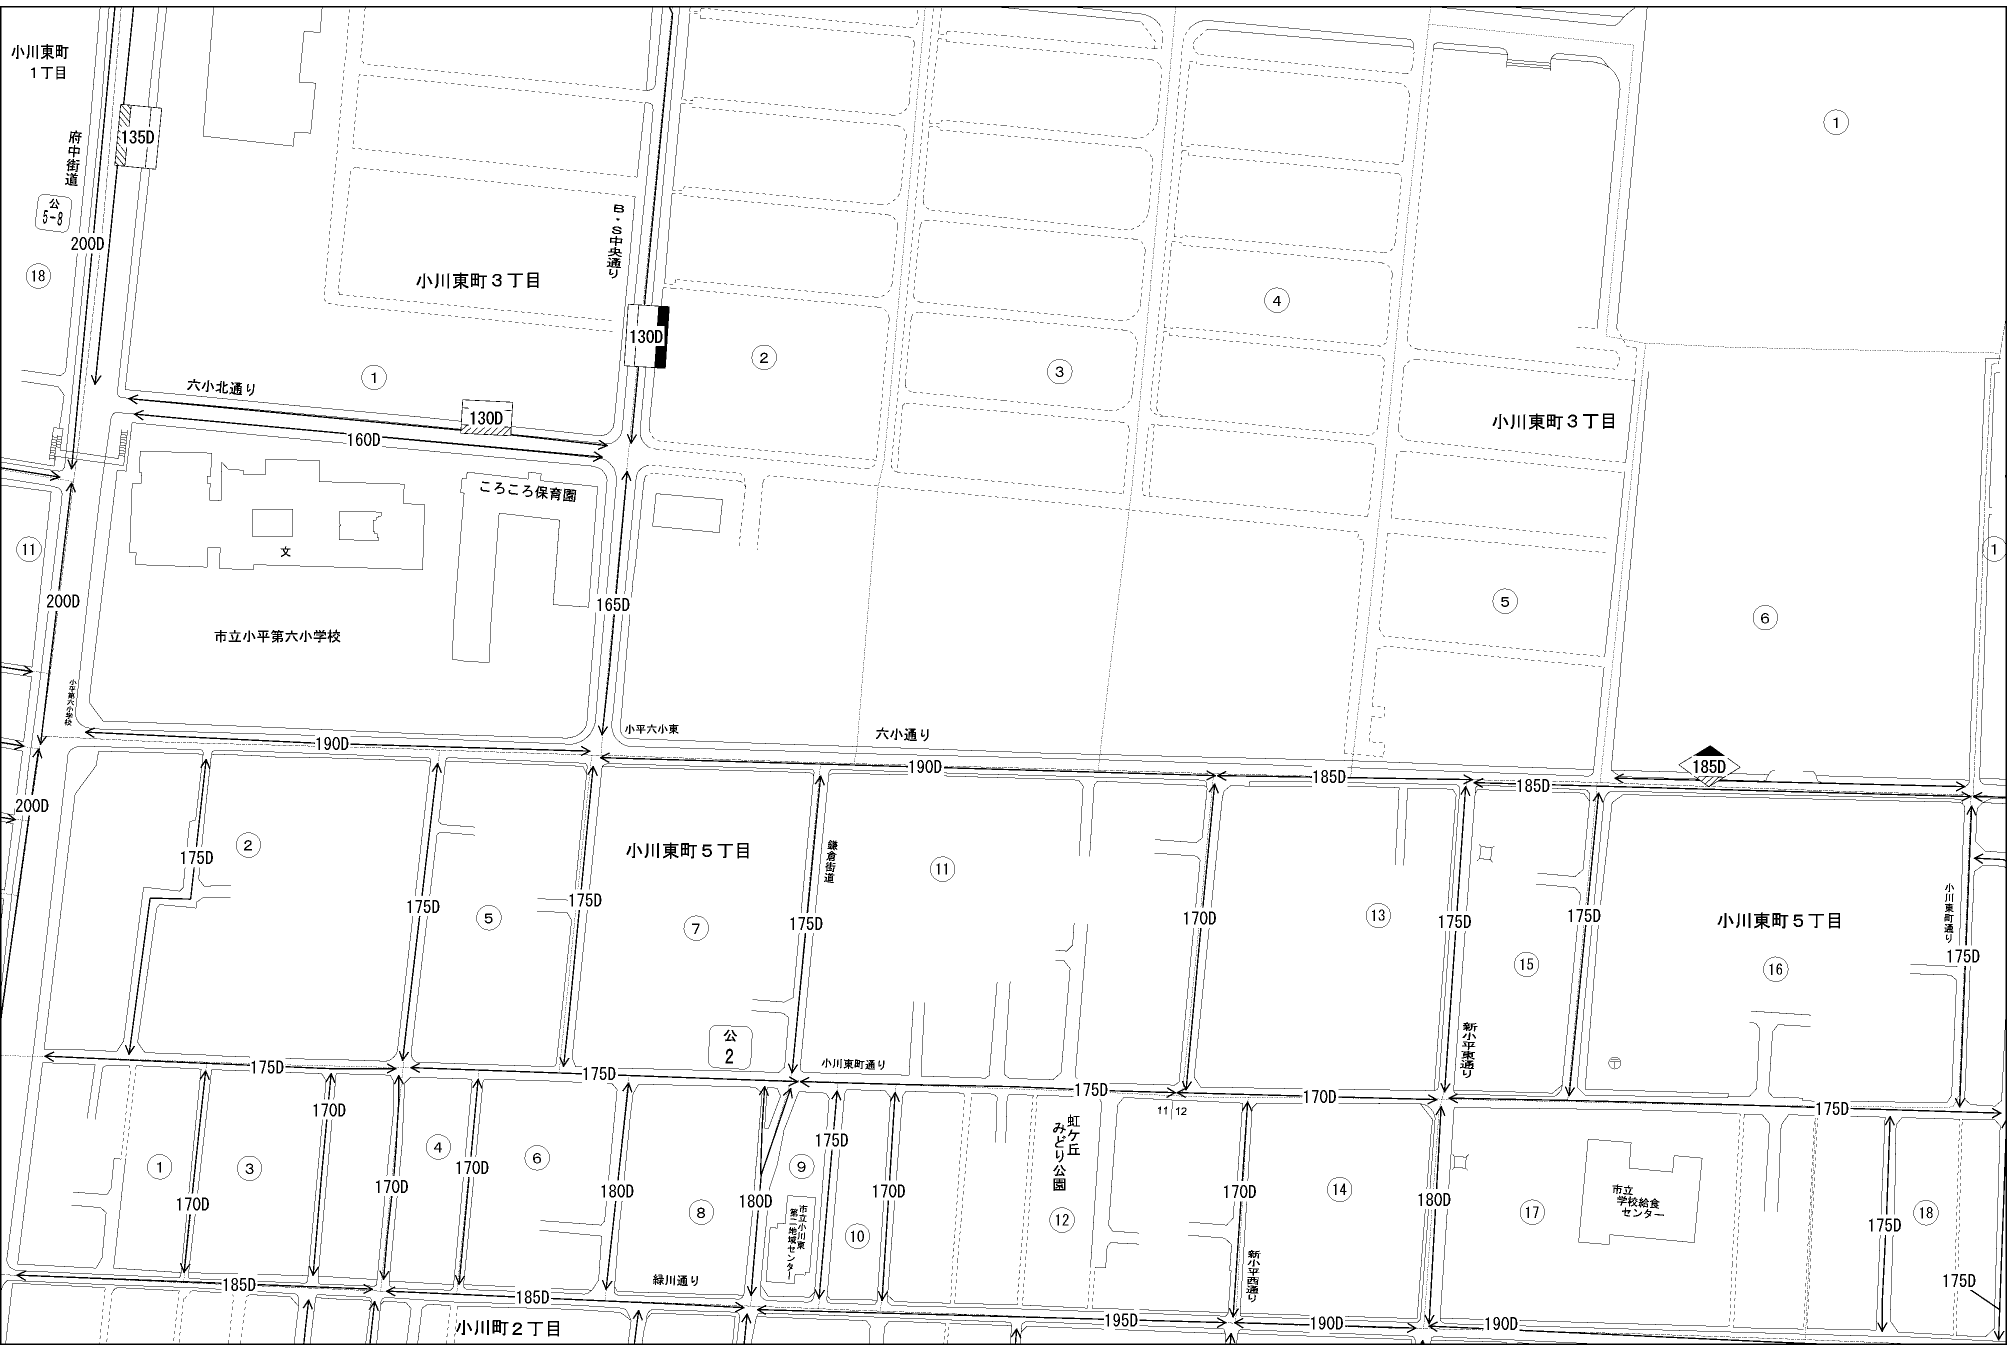 小川東町
1丁目
135D
府中街道
公
5-8
200D
18
B・S中央通り
小川東町3丁目
130D
1
2
3
4
1
小川東町3丁目
六小北通り
1
130D
160D
ころころ保育園
文
11
200D
165D
市立小平第六小学校
5
6
小平第六小学校
小平六小東
六小通り
190D
190D
185D
185D
185D
200D
2
175D
175D
5
175D
小川東町5丁目
7
鎌倉街道
175D
11
170D
13
175D
15
175D
小川東町5丁目
16
小川東町通り
175D
公
2
小川東町通り
新小平東通り
〒
175D
175D
175D
170D
175D
11
12
170D
175D
虹ケ丘
みどり公園
1
170D
3
170D
4
170D
6
180D
8
180D
9
市立小川東
第二地域センター
10
170D
12
170D
14
180D
17
市立
学校給食
センター
175D
18
175D
新小平西通り
緑川通り
185D
185D
195D
190D
190D
小川町2丁目